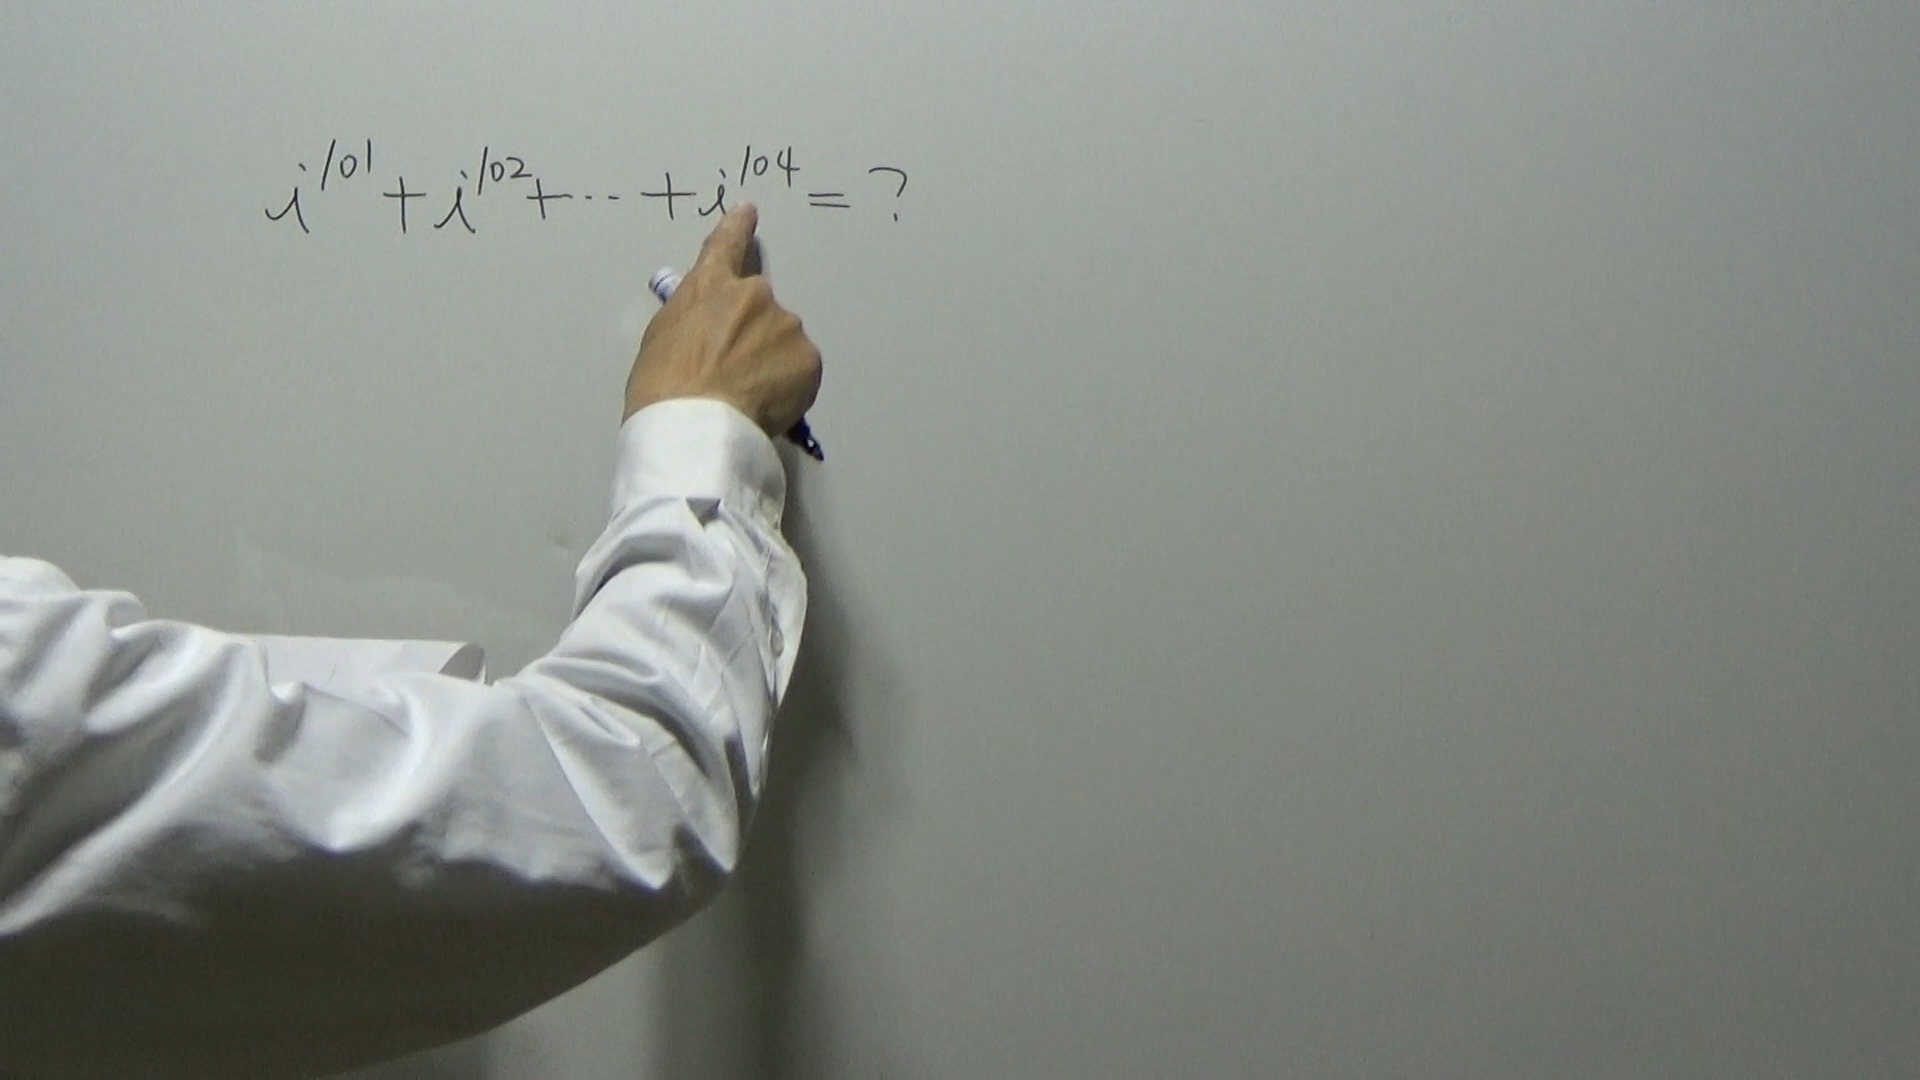 i^101 + i^102 + ··· + i^104 = ?